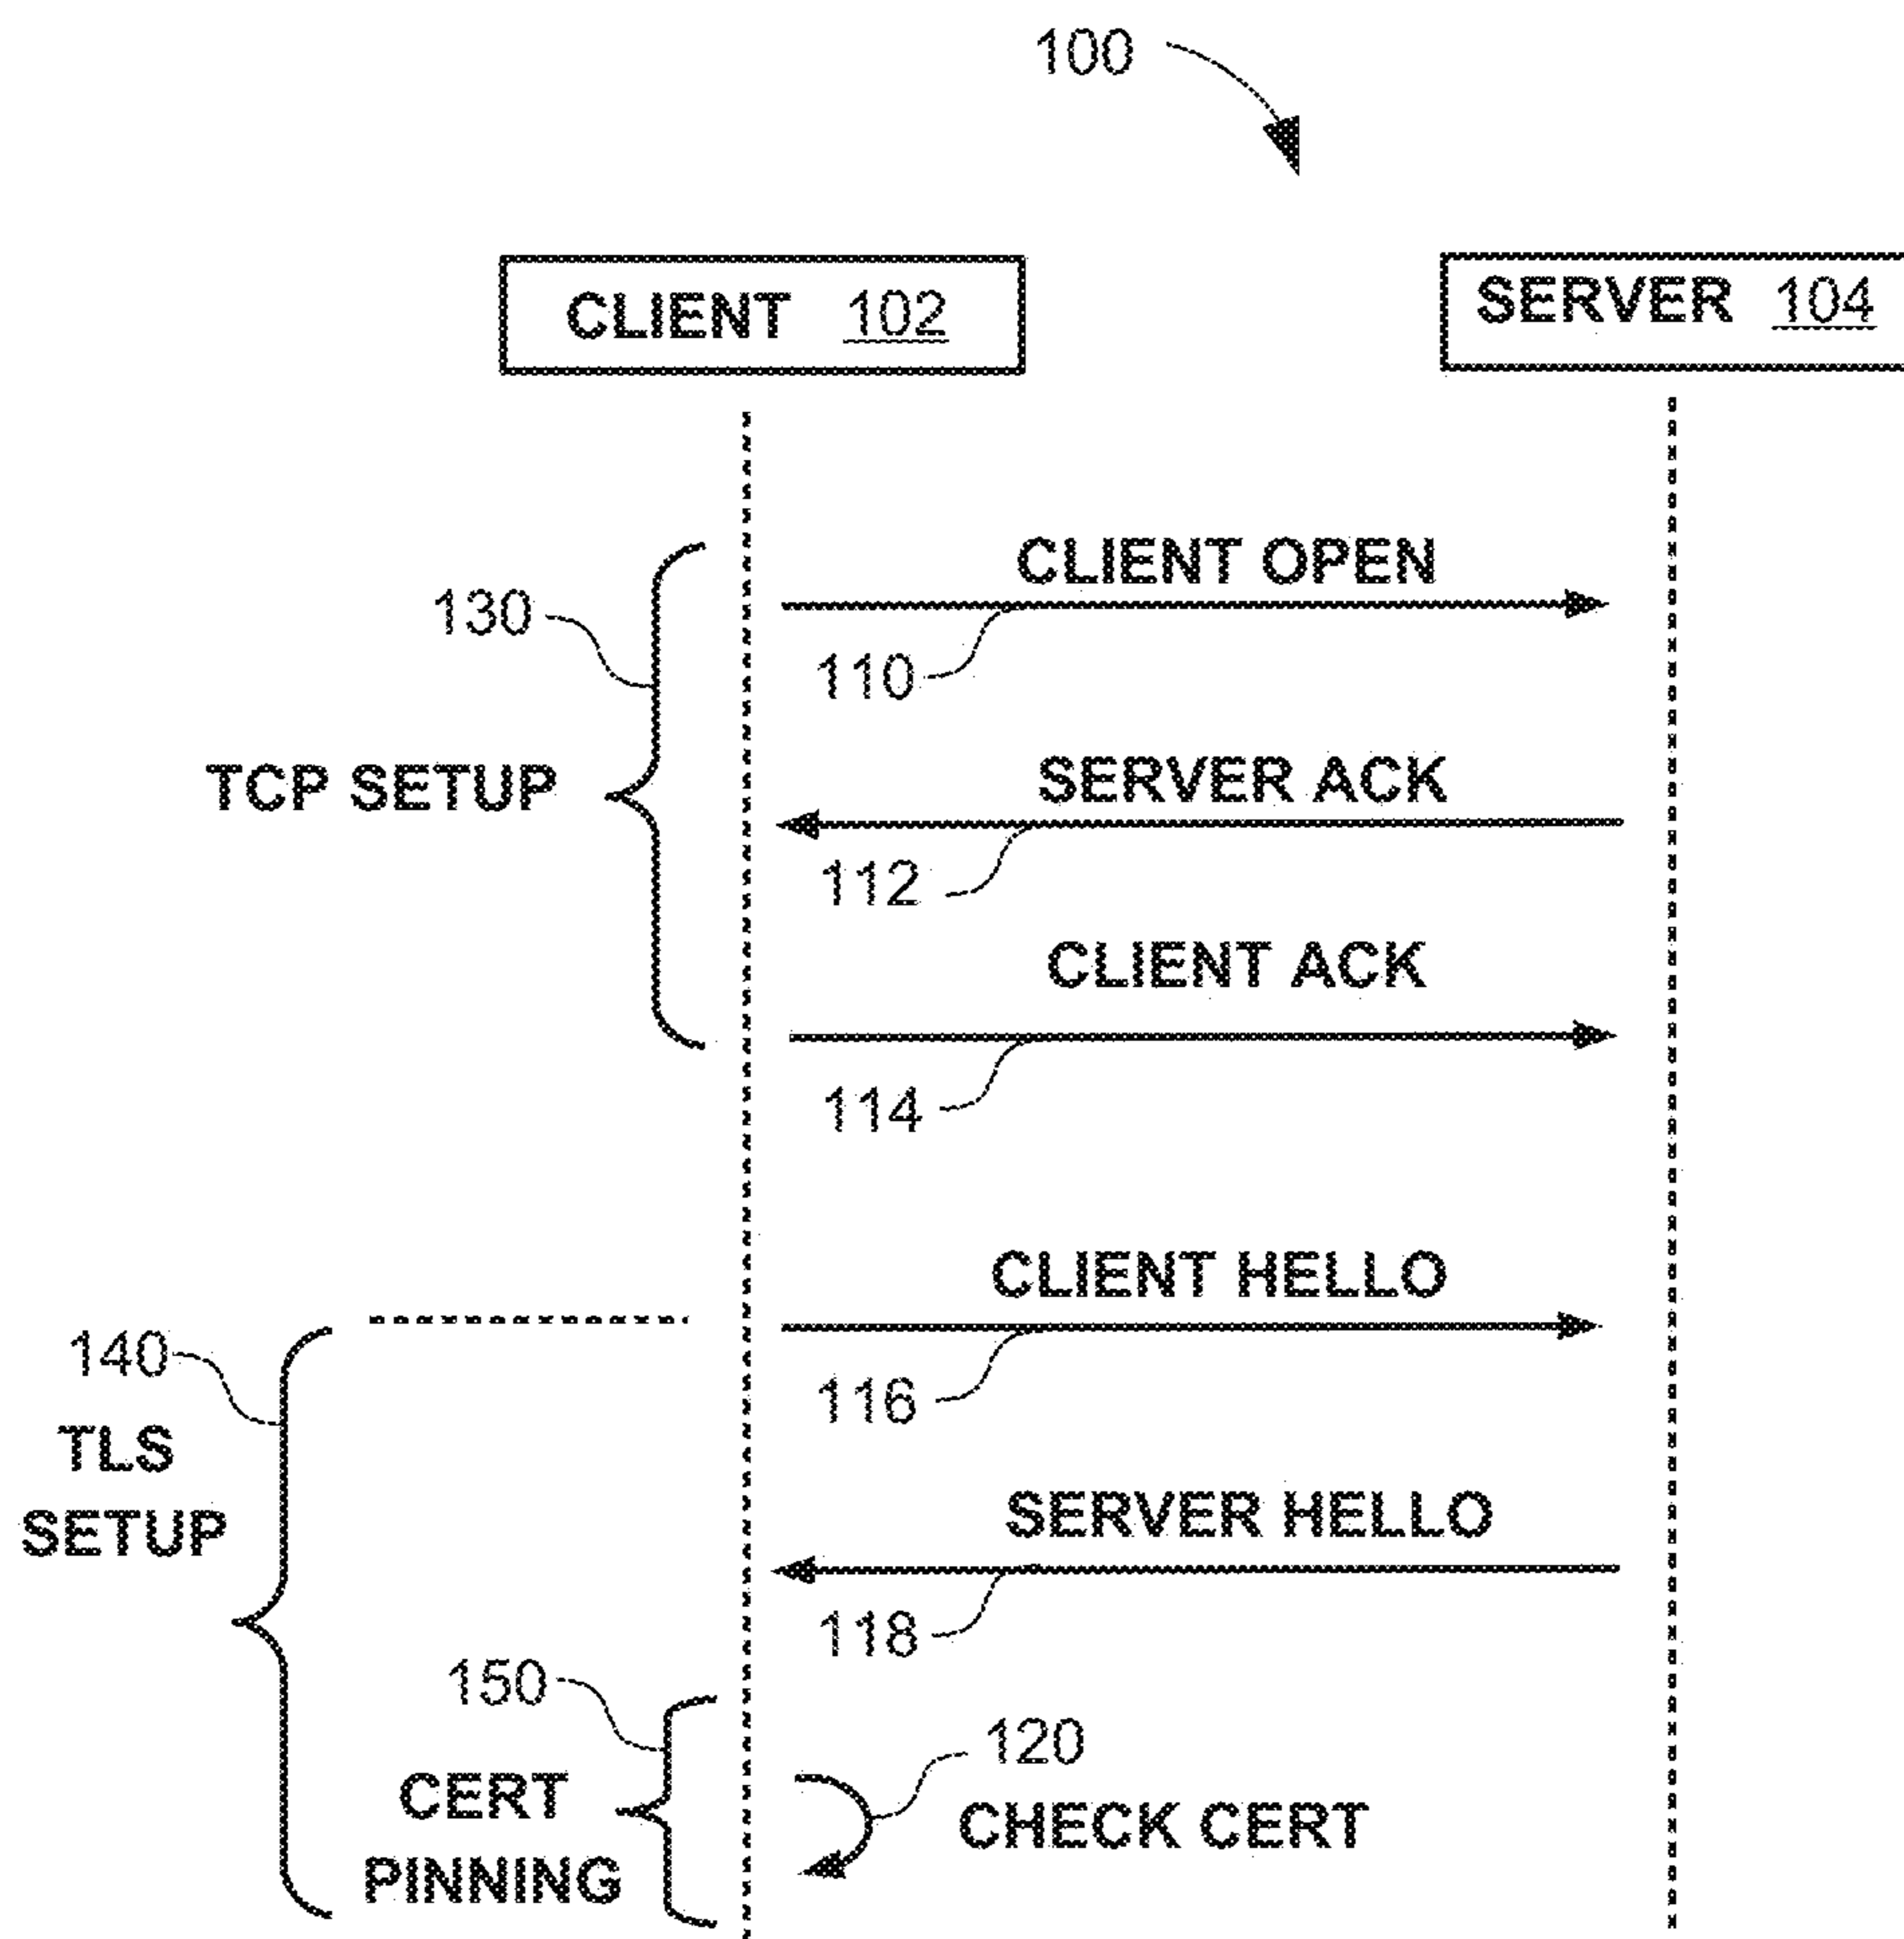 100
CLIENT 102
SERVER 104
CLIENT OPEN
130
110
TCP SETUP
SERVER ACK
112
CLIENT ACK
114
CLIENT HELLO
140
116
TLS
SETUP
SERVER HELLO
118
150
120
CERT
PINNING
CHECK CERT